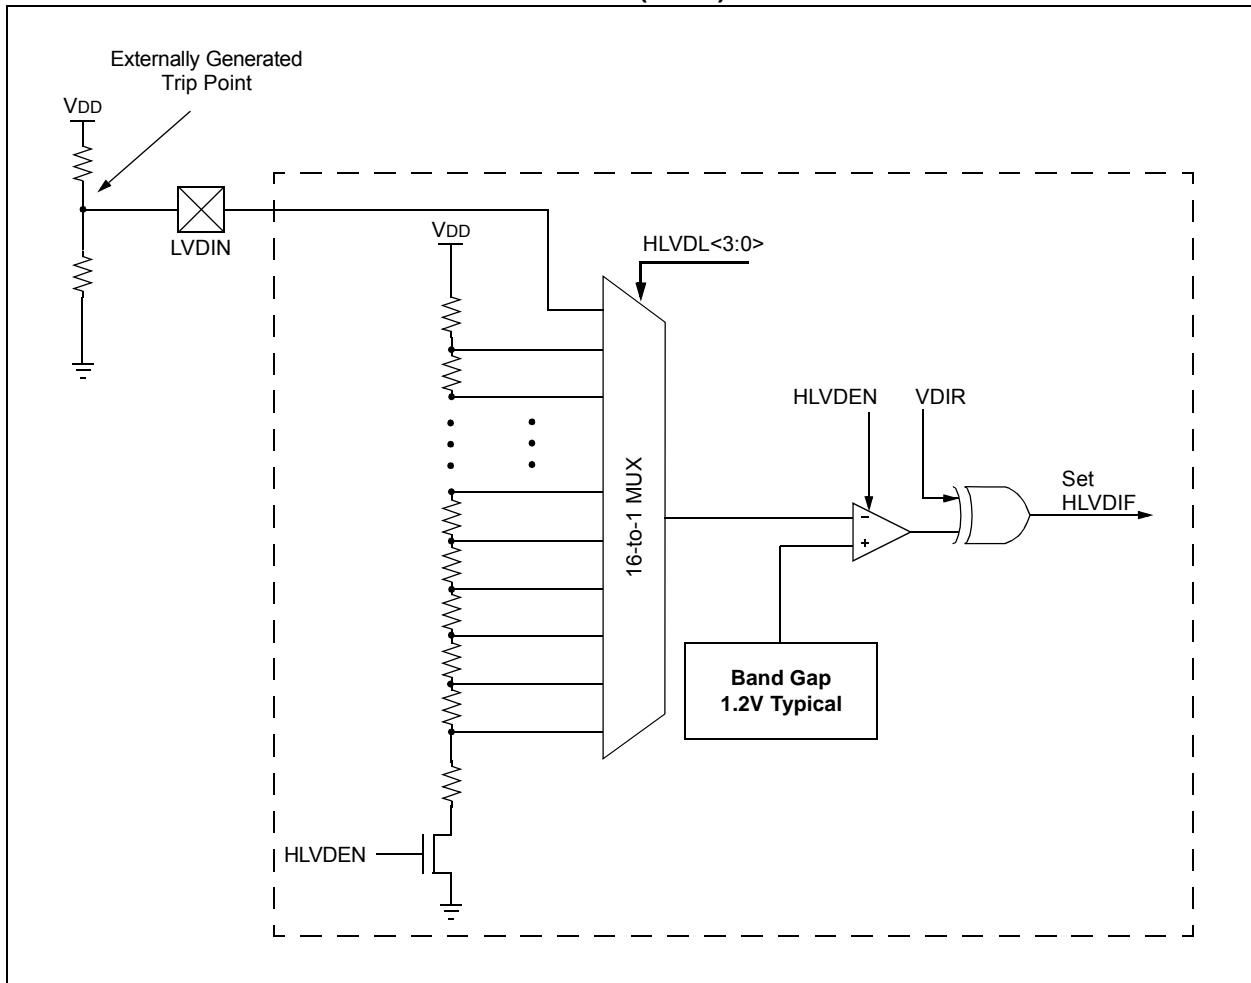 Externally Generated
Trip Point
VDD
LVDIN
VDD
HLVDL<3:0>
HLVDEN
VDIR
16-to-1 MUX
Set
HLVDIF
Band Gap
1.2V Typical
HLVDEN